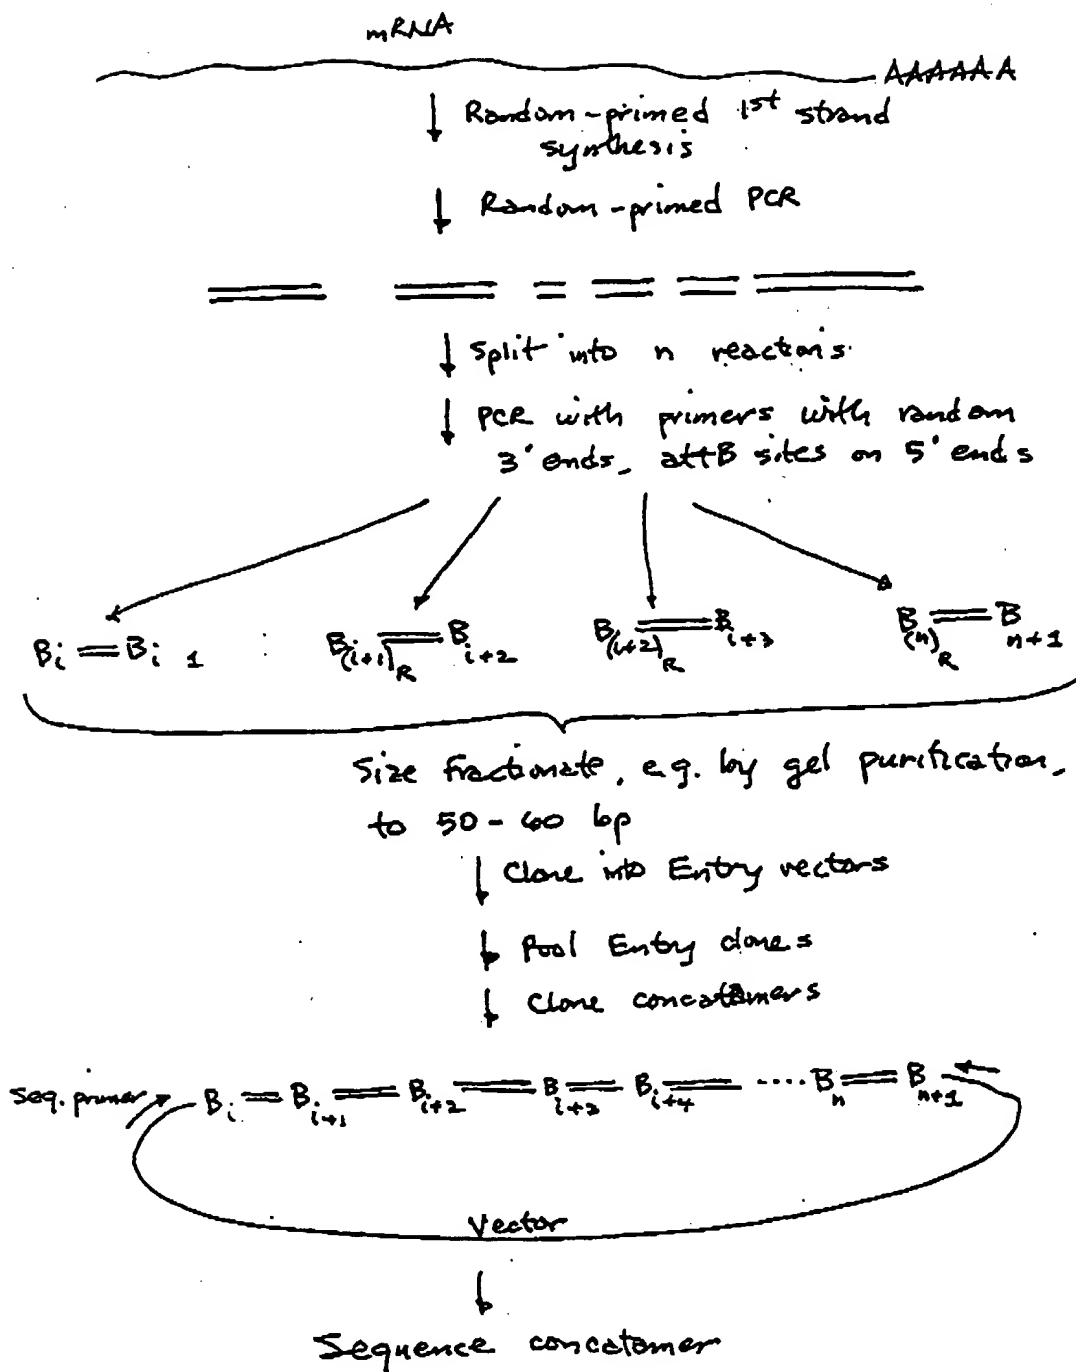 mRNA
AAAAAA
Random-primed 1st strand
synthesis
Random-primed PCR
Split into n reactions.
PCR with primers with random
3' ends, attB sites on 5' ends
Bi = Bi 1
B(i+1)R = Bi+2
B(i+2)R = Bi+3
B(n)R = Bn+1
Size fractionate, e.g. by gel purification,
to 50-60 bp
Clone into Entry vectors
Pool Entry clones
Clone concatamers
Seq. primer Bi = Bi+1 = Bi+2 = Bi+3 = Bi+4 = .... Bn = Bn+1
Vector
Sequence concatomer